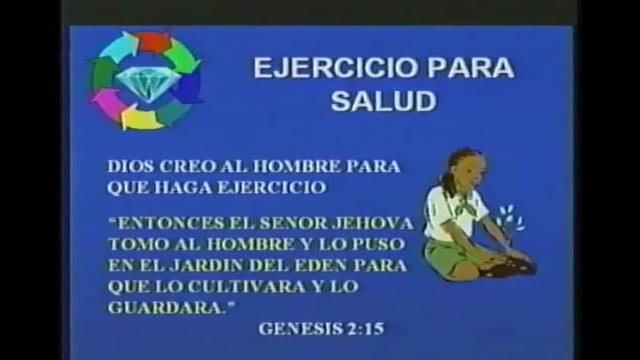 EJERCICIO PARA
SALUD
DIOS CREO AL HOMBRE PARA
QUE HAGA EJERCICIO
“ENTONCES EL SENOR JEHOVA
TOMO AL HOMBRE Y LO PUSO
EN EL JARDIN DEL EDEN PARA
QUE LO CULTIVARA Y LO
GUARDARA.”
GENESIS 2:15